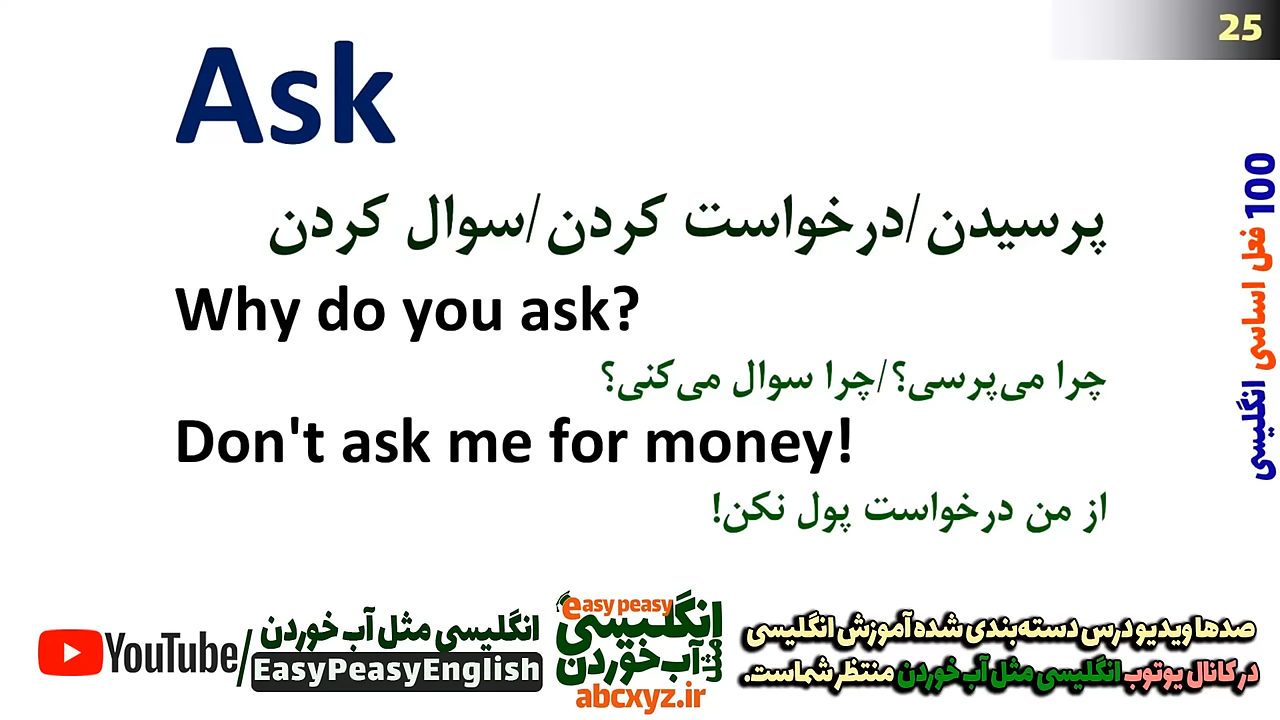 25
Ask
پرسیدن/درخواست کردن/سوال کردن
Why do you ask?
چرا می‌پرسی؟/چرا سوال می‌کنی؟
Don't ask me for money!
از من درخواست پول نکن!
100 فعل اساسی انگلیسی
YouTube/
انگلیسی مثل آب خوردن
EasyPeasyEnglish
easy peasy
انگلیسی
مثل آب خوردن
abcxyz.ir
صدها ویدیو درس دسته‌بندی شده آموزش انگلیسی
در کانال یوتوب انگلیسی مثل آب خوردن منتظر شماست.